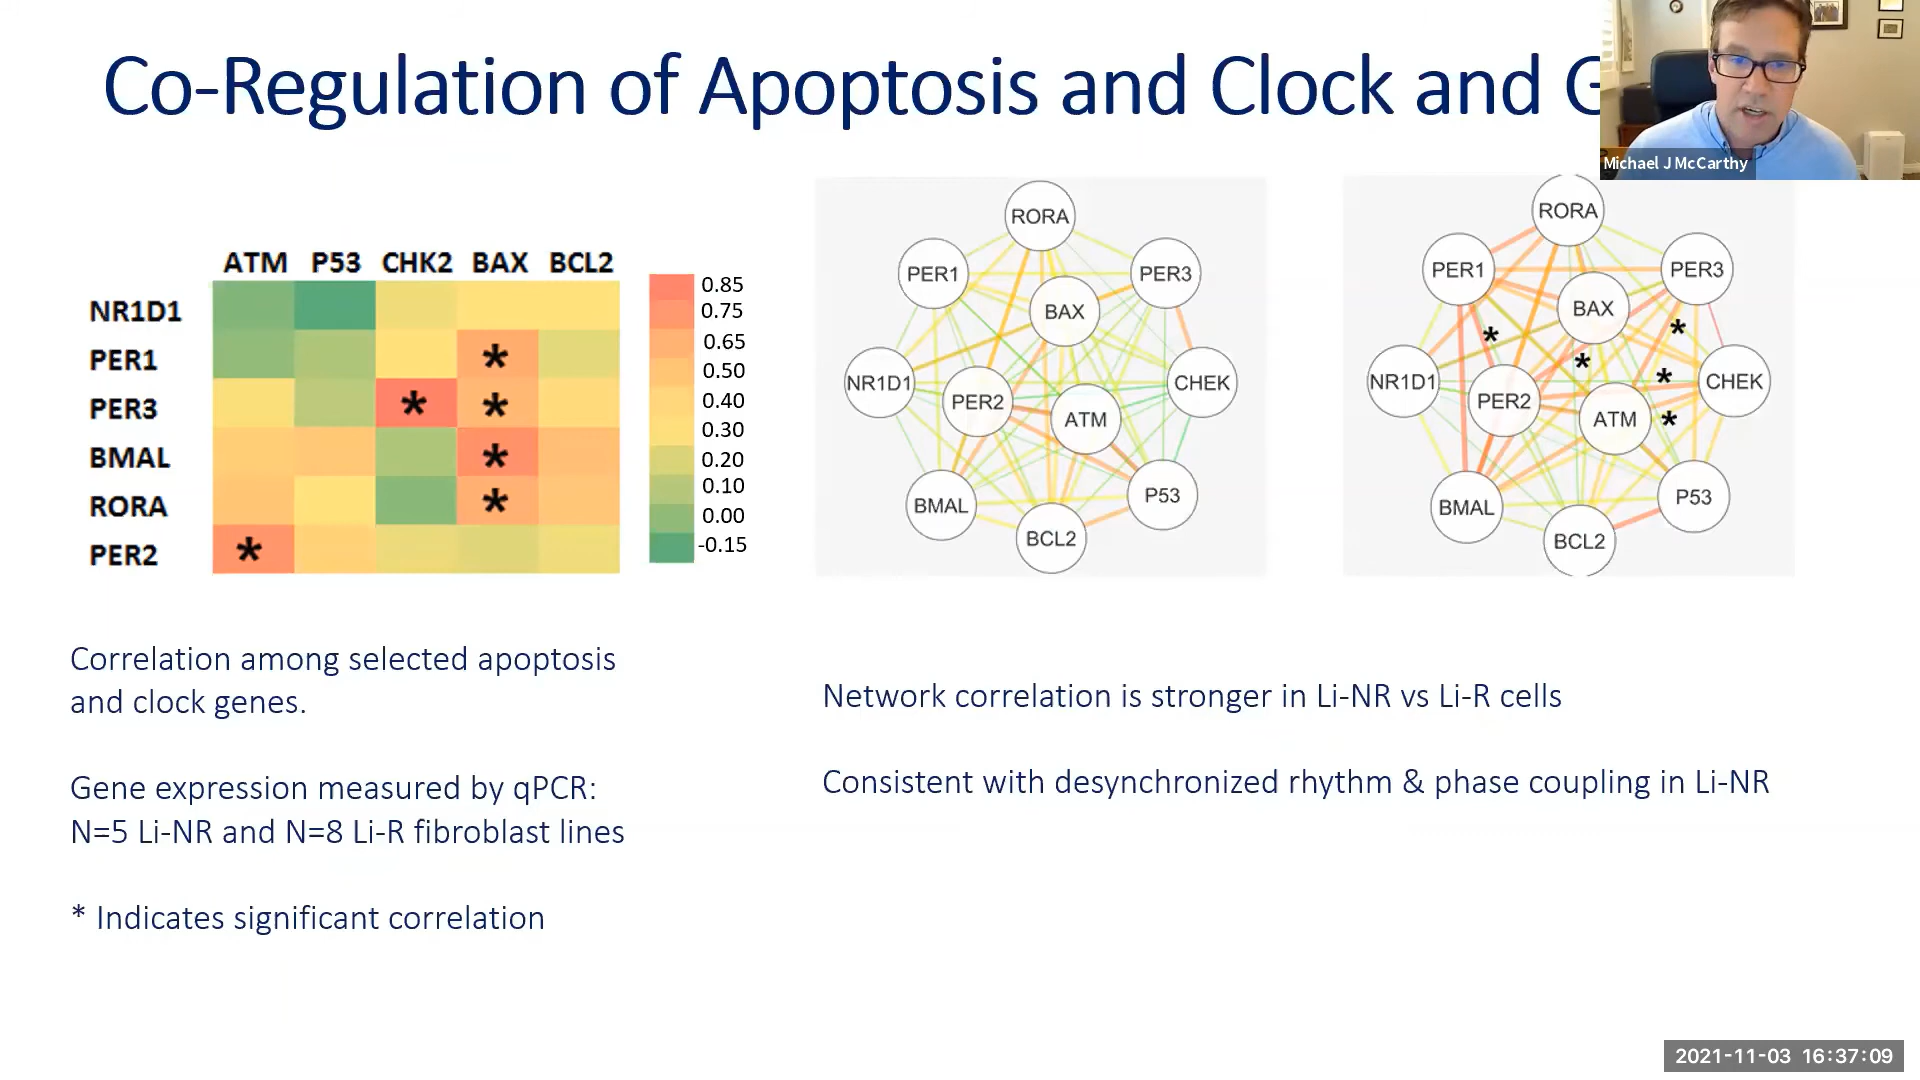 Co-Regulation of Apoptosis and Clock and
Michael J McCarthy
ATM P53 CHK2 BAX BCL2
NR1D1
PER1 *
PER3 * *
BMAL *
RORA *
PER2 *
0.85
0.75
0.65
0.50
0.40
0.30
0.20
0.10
0.00
-0.15
RORA
PER1
PER3
BAX
NR1D1
CHEK
PER2
ATM
BMAL
P53
BCL2
RORA
PER1
PER3
BAX
*
*
*
NR1D1
*
CHEK
PER2
ATM
*
BMAL
P53
BCL2
Correlation among selected apoptosis
and clock genes.
Gene expression measured by qPCR:
N=5 Li-NR and N=8 Li-R fibroblast lines
* Indicates significant correlation
Network correlation is stronger in Li-NR vs Li-R cells
Consistent with desynchronized rhythm & phase coupling in Li-NR
2021-11-03 16:37:09